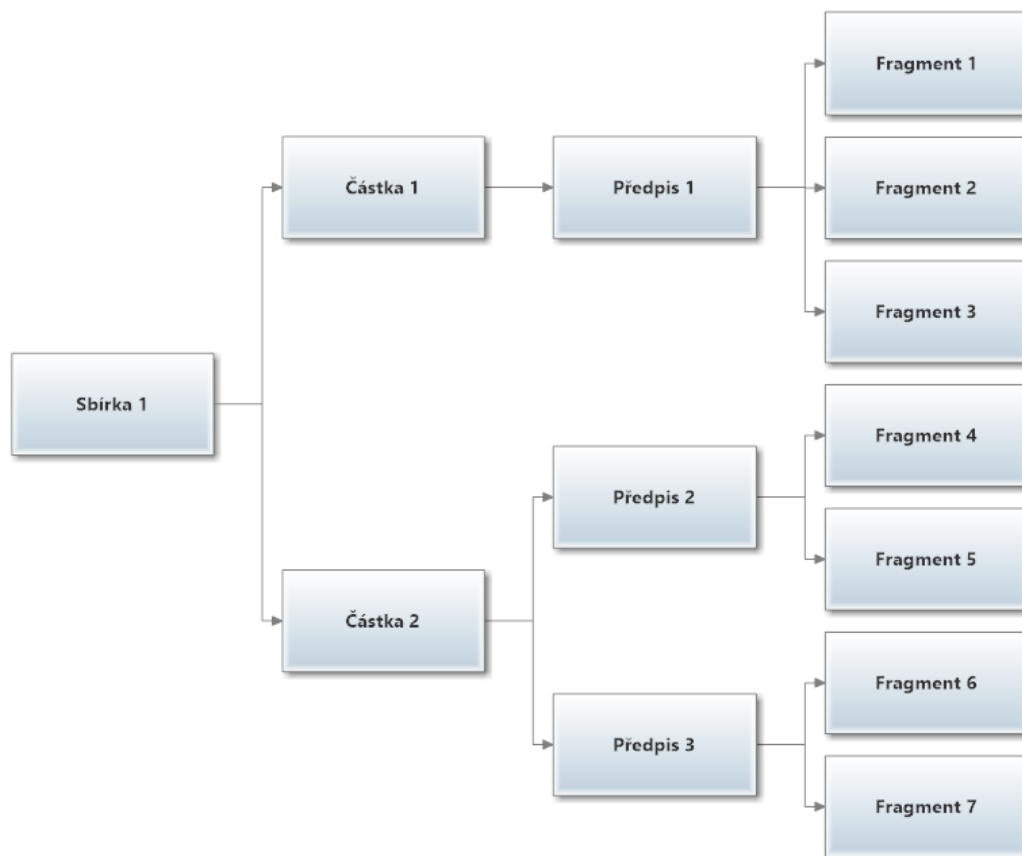 Fragment 1
Částka 1
Předpis 1
Fragment 2
Fragment 3
Sbírka 1
Fragment 4
Předpis 2
Fragment 5
Částka 2
Fragment 6
Předpis 3
Fragment 7